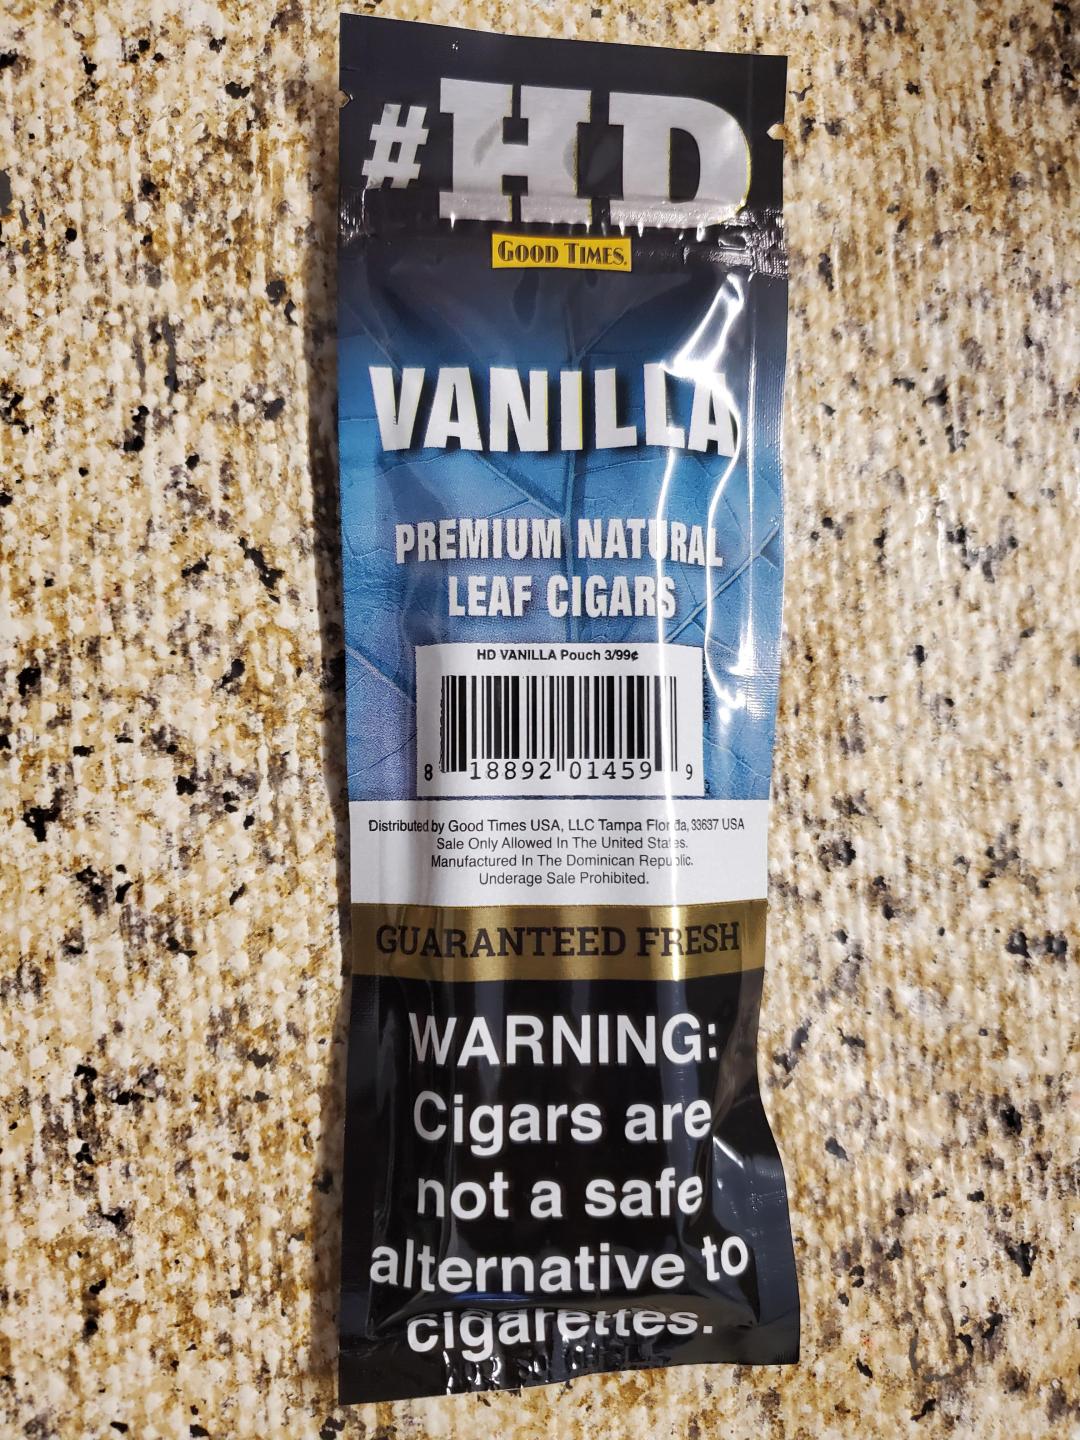 #HD
GOOD TIMES.
VANILLA
PREMIUM NATURAL
LEAF CIGARS
HD VANILLA Pouch 3/99¢
8 18892 01459 9
Distributed by Good Times USA, LLC Tampa Florida, 33637 USA
Sale Only Allowed In The United States.
Manufactured In The Dominican Republic.
Underage Sale Prohibited.
GUARANTEED FRESH
WARNING:
Cigars are
not a safe
alternative to
cigarettes.